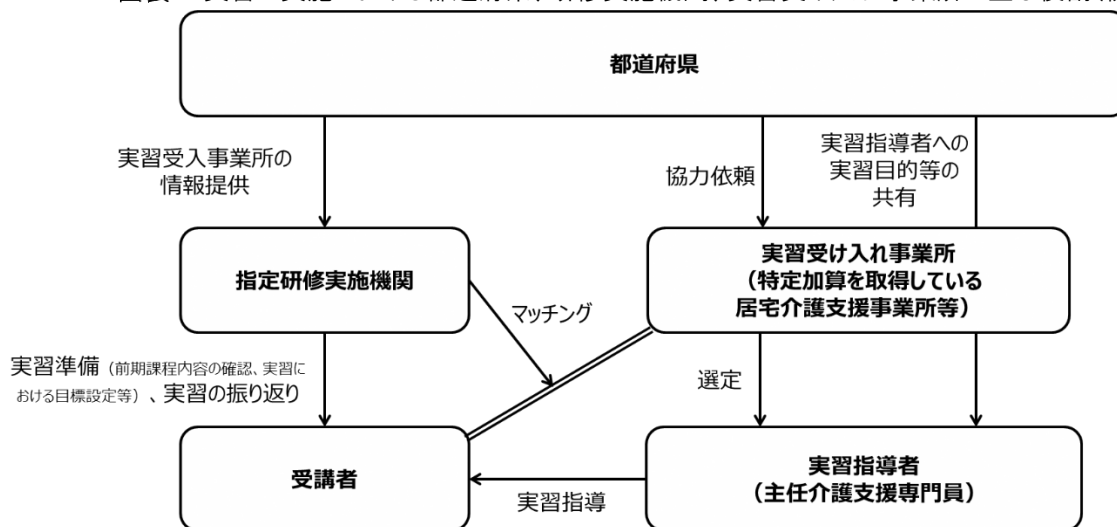 都道府県
実習受入事業所の
情報提供
協力依頼
実習指導者への
実習目的等の
共有
指定研修実施機関
実習受け入れ事業所
（特定加算を取得している
居宅介護支援事業所等）
マッチング
実習準備（前期課程内容の確認、実習に
おける目標設定等）、実習の振り返り
選定
受講者
実習指導
実習指導者
（主任介護支援専門員）